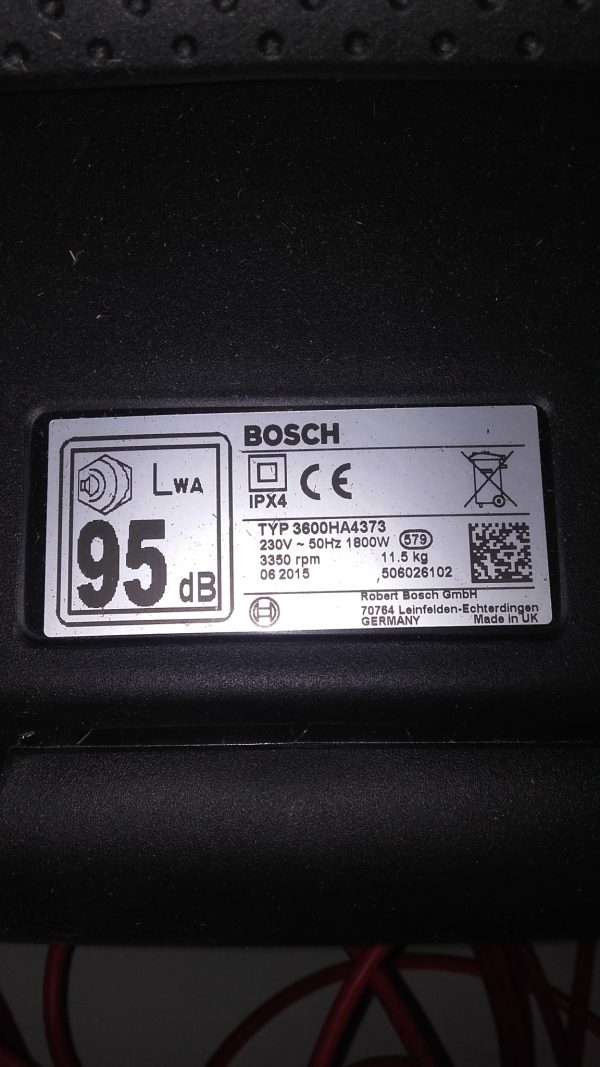 BOSCH
LWA
95 dB
IPX4
CE
TYP 3600HA4373
230V ~ 50Hz 1800W 579
3350 rpm 11.5 kg
06 2015 506026102
Robert Bosch GmbH
70764 Leinfelden-Echterdingen
GERMANY Made in UK